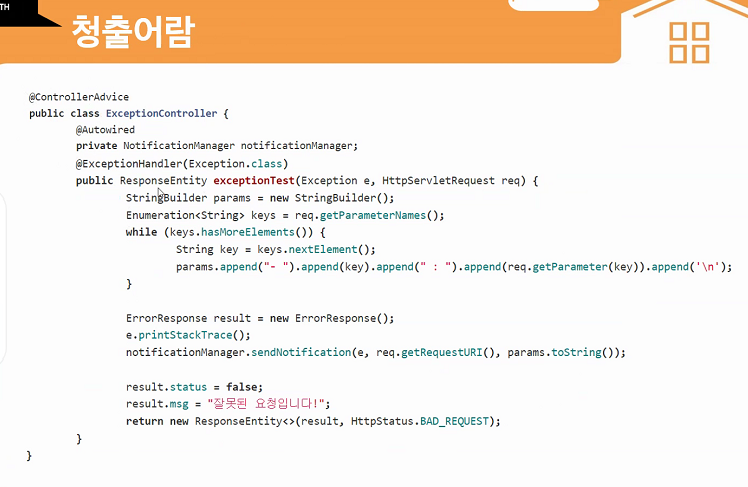 TH
청출어람
@ControllerAdvice
public class ExceptionController {
@Autowired
private NotificationManager notificationManager;
@ExceptionHandler(Exception.class)
public ResponseEntity exceptionTest(Exception e, HttpServletRequest req) {
StringBuilder params = new StringBuilder();
Enumeration<String> keys = req.getParameterNames();
while (keys.hasMoreElements()) {
String key = keys.nextElement();
params.append("- ").append(key).append(" : ").append(req.getParameter(key)).append('\n');
}
ErrorResponse result = new ErrorResponse();
e.printStackTrace();
notificationManager.sendNotification(e, req.getRequestURI(), params.toString());
result.status = false;
result.msg = "잘못된 요청입니다!";
return new ResponseEntity<>(result, HttpStatus.BAD_REQUEST);
}
}